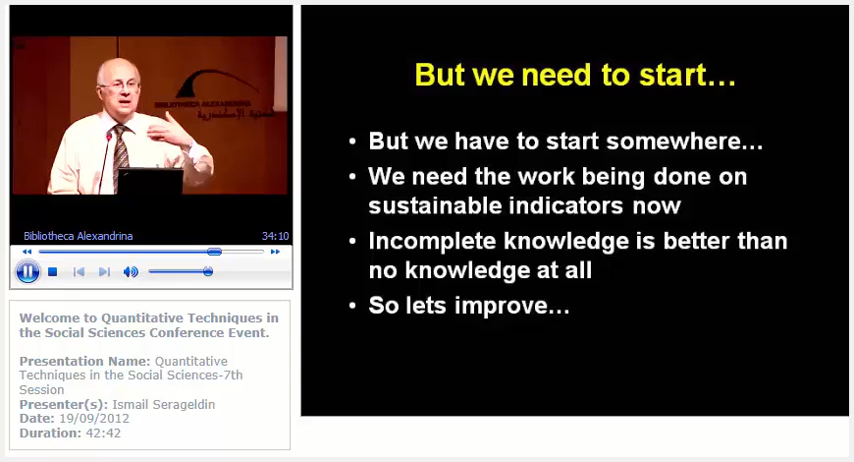 BIBLIOTHECA ALEXANDRINA
مكتبة الإسكندرية
Bibliotheca Alexandrina 34:10
Welcome to Quantitative Techniques in
the Social Sciences Conference Event.
Presentation Name: Quantitative
Techniques in the Social Sciences-7th
Session
Presenter(s): Ismail Serageldin
Date: 19/09/2012
Duration: 42:42
But we need to start…
• But we have to start somewhere…
• We need the work being done on
sustainable indicators now
• Incomplete knowledge is better than
no knowledge at all
• So lets improve…